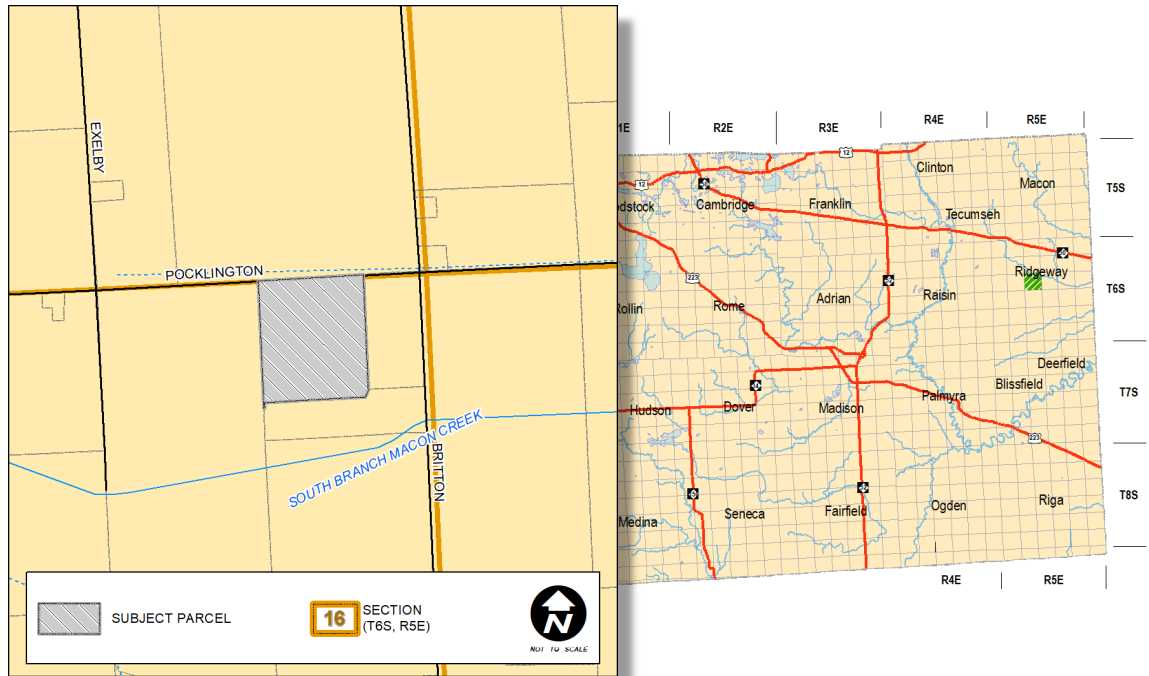 EXELBY
POCKLINGTON
SOUTH BRANCH MACON CREEK
BRITTON
SUBJECT PARCEL
16
SECTION
(T6S, R5E)
N
NOT TO SCALE
1E
R2E
R3E
R4E
R5E
12
12
Clinton
Macon
T5S
odstock
Cambridge
Franklin
Tecumseh
223
Ridgeway
T6S
Rollin
Rome
Adrian
Raisin
Deerfield
Blissfield
T7S
Hudson
Dover
Madison
Palmyra
223
Medina
Seneca
Fairfield
Ogden
Riga
T8S
R4E
R5E